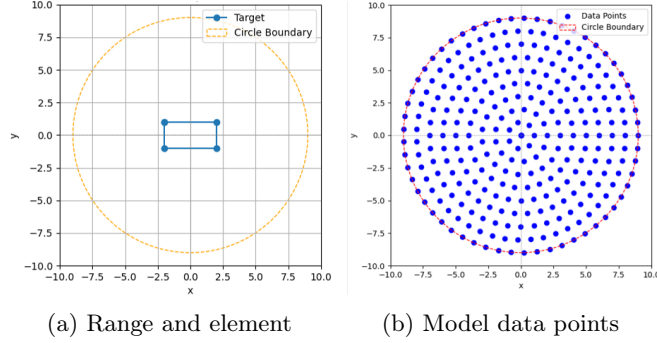 10.0
7.5
5.0
2.5
0.0
−2.5
−5.0
−7.5
−10.0
y
−10.0 −7.5 −5.0 −2.5 0.0 2.5 5.0 7.5 10.0
x
Target
Circle Boundary
(a) Range and element
10.0
7.5
5.0
2.5
0.0
−2.5
−5.0
−7.5
−10.0
y
−10.0 −7.5 −5.0 −2.5 0.0 2.5 5.0 7.5 10.0
x
Data Points
Circle Boundary
(b) Model data points